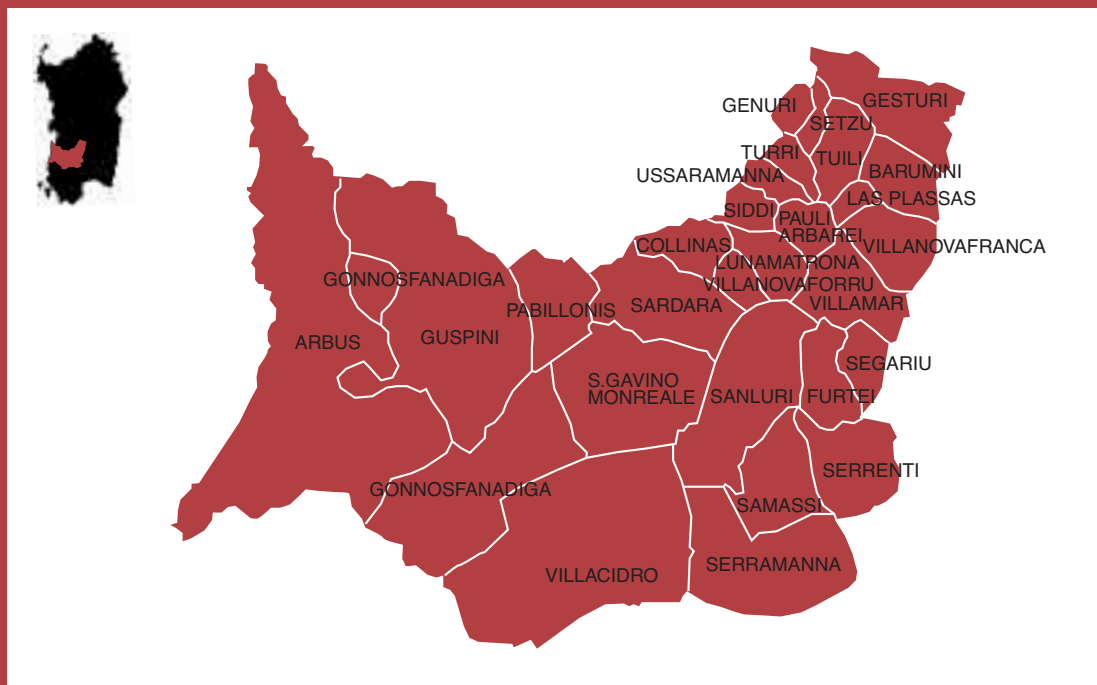 GESTURI
GENURI
SETZU
TURRI
TUILI
BARUMINI
USSARAMANNA
LAS PLASSAS
SIDDI
PAULI
ARBAREI
COLLINAS
VILLANOVAFRANCA
LUNAMATRONA
GONNOSFANADIGA
VILLANOVAFORRU
PABILLONIS
SARDARA
VILLAMAR
ARBUS
GUSPINI
SEGARIU
S.GAVINO
MONREALE
SANLURI
FURTEI
SERRENTI
GONNOSFANADIGA
SAMASSI
SERRAMANNA
VILLACIDRO